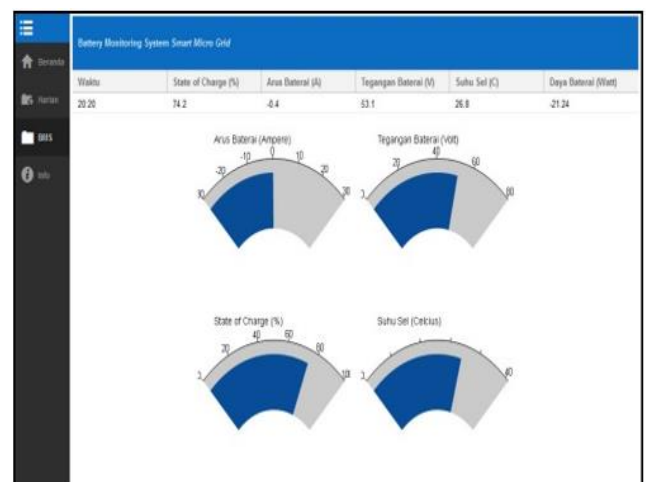 Battery Monitoring System Smart Micro Grid
Beranda
Harian
BMS
Info
Waktu State of Charge (%) Arus Baterai (A) Tegangan Baterai (V) Suhu Sel (C) Daya Baterai (Watt)
20:20 74.2 -0.4 53.1 26.8 -21.24
Arus Baterai (Ampere)
-20 -10 0 10 20 30
Tegangan Baterai (Volt)
20 40 60 80
State of Charge (%)
20 40 60 80
Suhu Sel (Celcius)
40